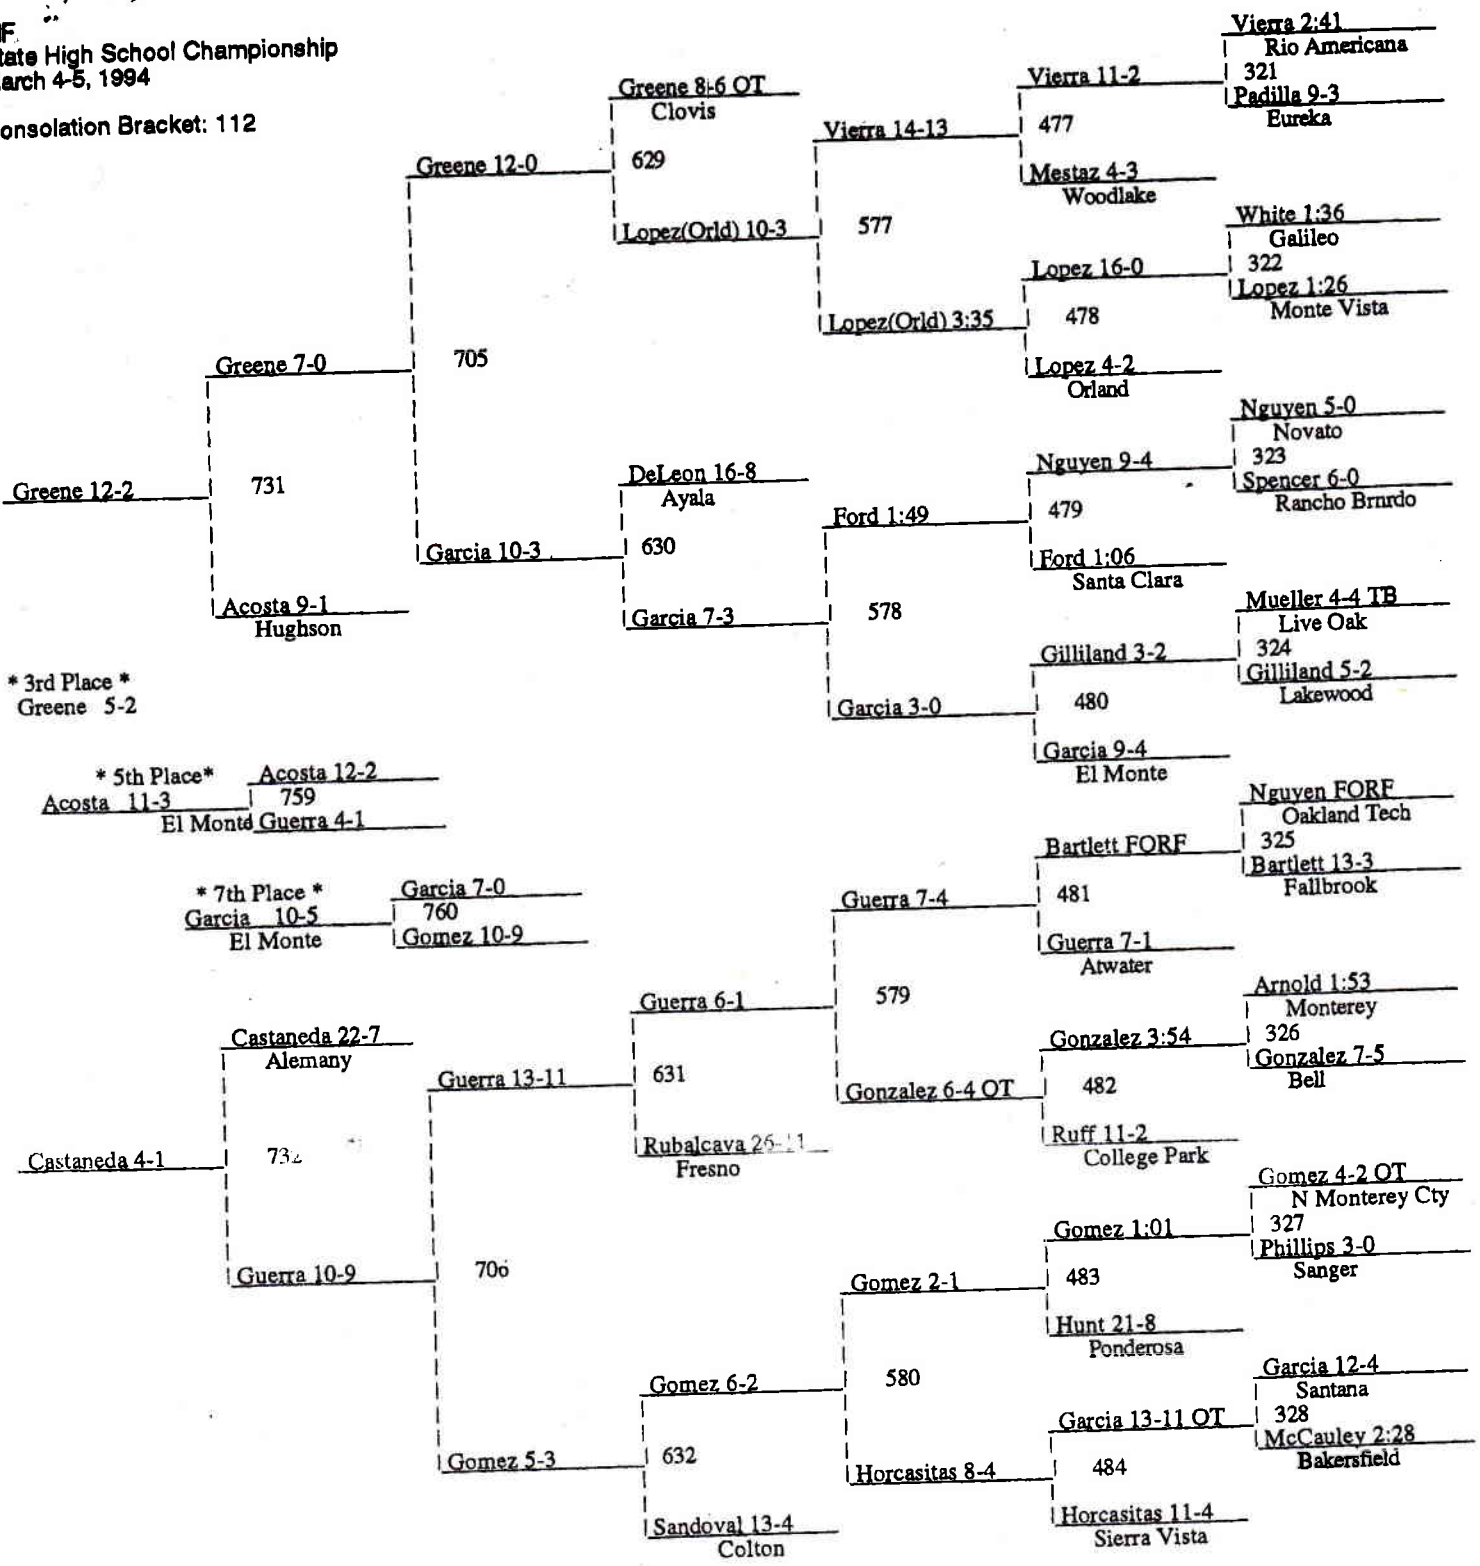 F
tate High School Championship
arch 4-5, 1994
onsolation Bracket: 112
Vierra 2:41
Rio Americana
321
Padilla 9-3
Eureka
Vierra 11-2
477
Mestaz 4-3
Woodlake
White 1:36
Galileo
322
Lopez 1:26
Monte Vista
Lopez 16-0
478
Lopez 4-2
Orland
Vierra 14-13
577
Lopez(Orld) 3:35
Greene 8-6 OT
Clovis
629
Lopez(Orld) 10-3
Greene 12-0
705
Garcia 10-3
Nguyen 5-0
Novato
323
Spencer 6-0
Rancho Brnrdo
Nguyen 9-4
479
Ford 1:06
Santa Clara
Mueller 4-4 TB
Live Oak
324
Gilliland 5-2
Lakewood
Gilliland 3-2
480
Garcia 9-4
El Monte
Ford 1:49
578
Garcia 3-0
DeLeon 16-8
Ayala
630
Garcia 7-3
Greene 7-0
731
Acosta 9-1
Hughson
Greene 12-2
* 3rd Place *
Greene 5-2
* 5th Place*
Acosta 12-2
Acosta 11-3
759
El Monte
Guerra 4-1
* 7th Place *
Garcia 7-0
Garcia 10-5
760
El Monte
Gomez 10-9
Nguyen FORF
Oakland Tech
325
Bartlett 13-3
Fallbrook
Bartlett FORF
481
Guerra 7-1
Atwater
Arnold 1:53
Monterey
326
Gonzalez 7-5
Bell
Gonzalez 3:54
482
Ruff 11-2
College Park
Guerra 7-4
579
Gonzalez 6-4 OT
Guerra 6-1
631
Rubalcava
Fresno
Guerra 13-11
706
Gomez 5-3
Castaneda 22-7
Alemany
732
Guerra 10-9
Castaneda 4-1
Gomez 4-2 OT
N Monterey Cty
327
Phillips 3-0
Sanger
Gomez 1:01
483
Hunt 21-8
Ponderosa
Garcia 12-4
Santana
328
McCauley 2:28
Bakersfield
Garcia 13-11 OT
484
Horcasitas 11-4
Sierra Vista
Gomez 2-1
580
Horcasitas 8-4
Gomez 6-2
632
Sandoval 13-4
Colton